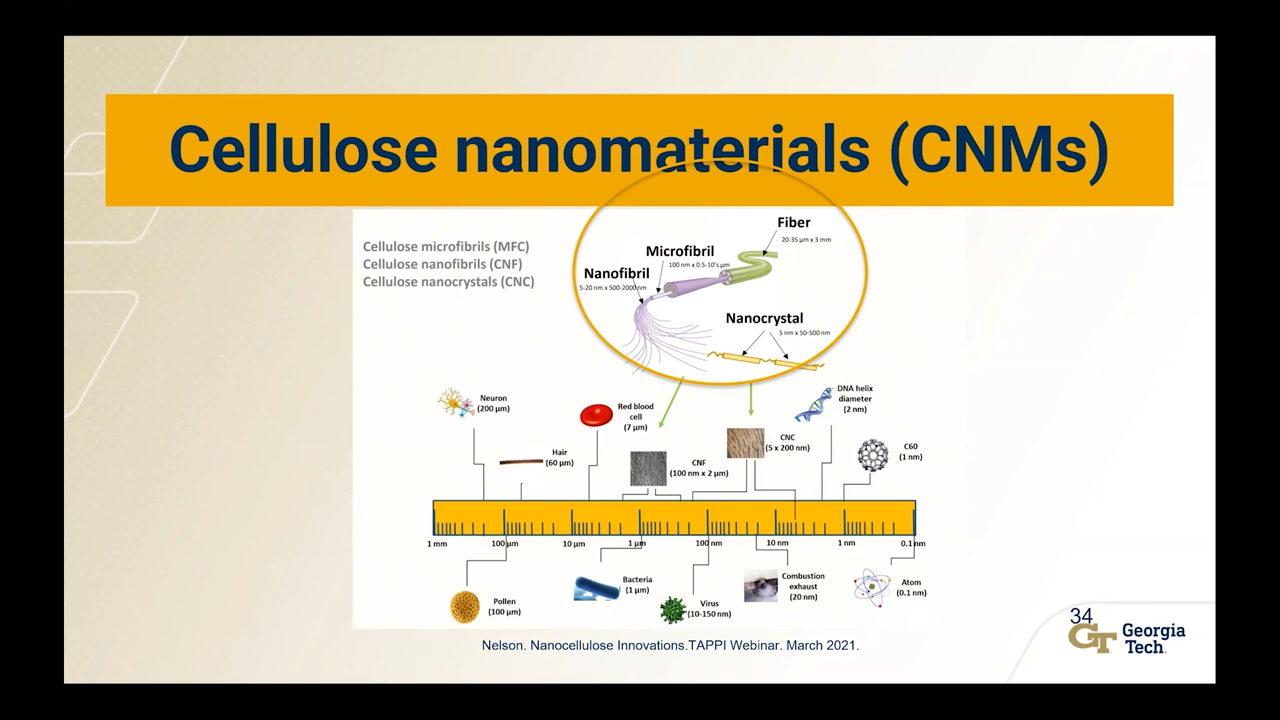 Cellulose nanomaterials (CNMs)
Cellulose microfibrils (MFC)
Cellulose nanofibrils (CNF)
Cellulose nanocrystals (CNC)
Fiber
20-35 µm x 3 mm
Microfibril
100 nm x 0.5-10's µm
Nanofibril
5-20 nm x 500-2000 nm
Nanocrystal
5 nm x 50-500 nm
Neuron
(200 µm)
Hair
(60 µm)
Red blood
cell
(7 µm)
CNF
(100 nm x 2 µm)
CNC
(5 x 200 nm)
DNA helix
diameter
(2 nm)
C60
(1 nm)
1 mm
100 µm
10 µm
1 µm
100 nm
10 nm
1 nm
0.1 nm
Pollen
(100 µm)
Bacteria
(1 µm)
Virus
(10-150 nm)
Combustion
exhaust
(20 nm)
Atom
(0.1 nm)
Nelson. Nanocellulose Innovations.TAPPI Webinar. March 2021.
34
GT
Georgia
Tech